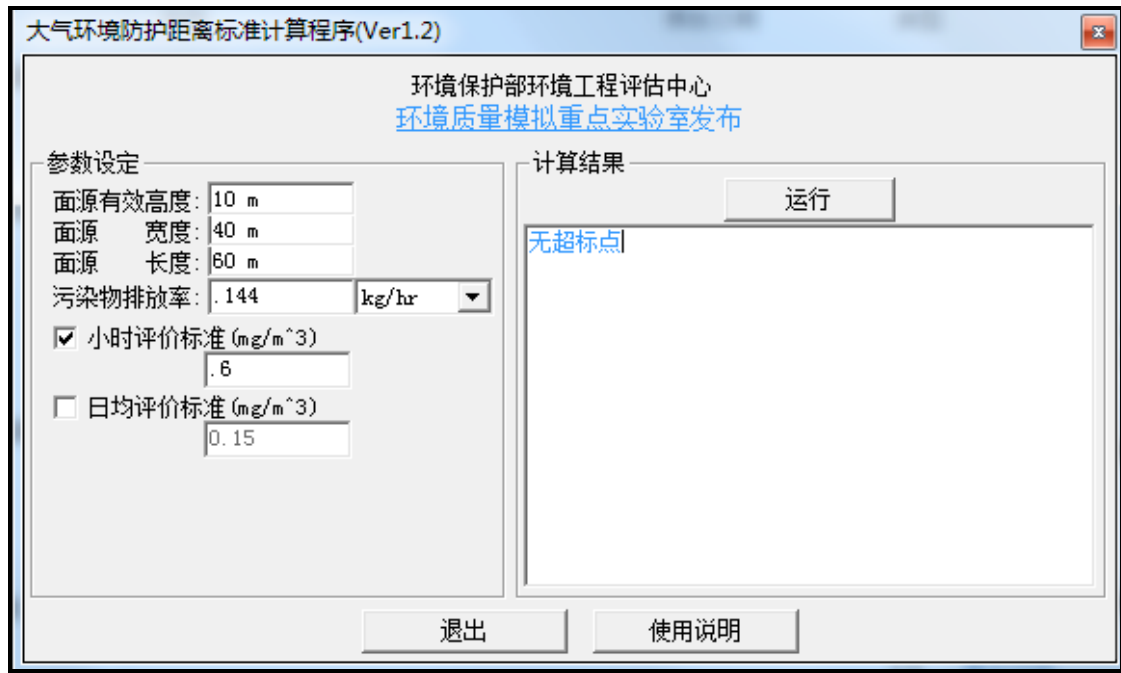 大气环境防护距离标准计算程序(Ver1.2)
环境保护部环境工程评估中心
环境质量模拟重点实验室发布
参数设定
面源有效高度: 10 m
面源 宽度: 40 m
面源 长度: 60 m
污染物排放率: .144 kg/hr
小时评价标准(mg/m^3)
.6
日均评价标准(mg/m^3)
0.15
计算结果
运行
无超标点
退出
使用说明